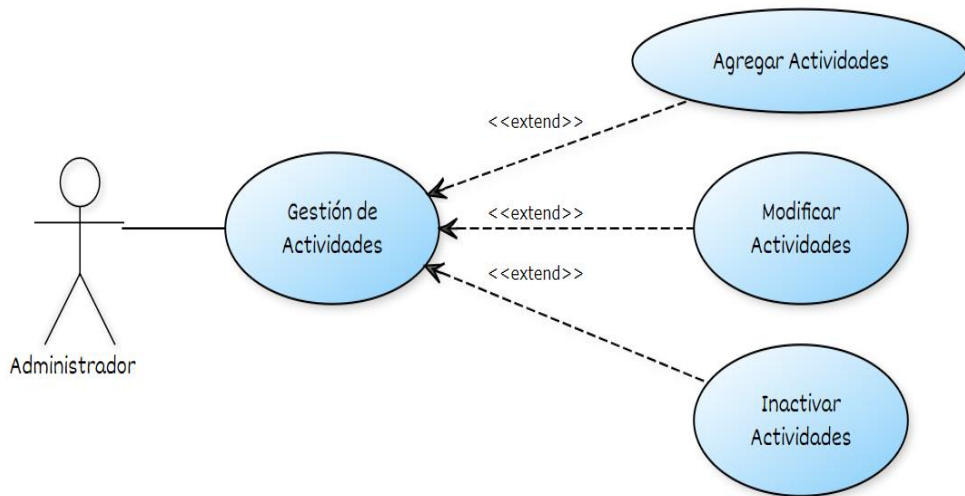 Agregar Actividades
<<extend>>
Gestión de
Actividades
<<extend>>
Modificar
Actividades
<<extend>>
Administrador
Inactivar
Actividades